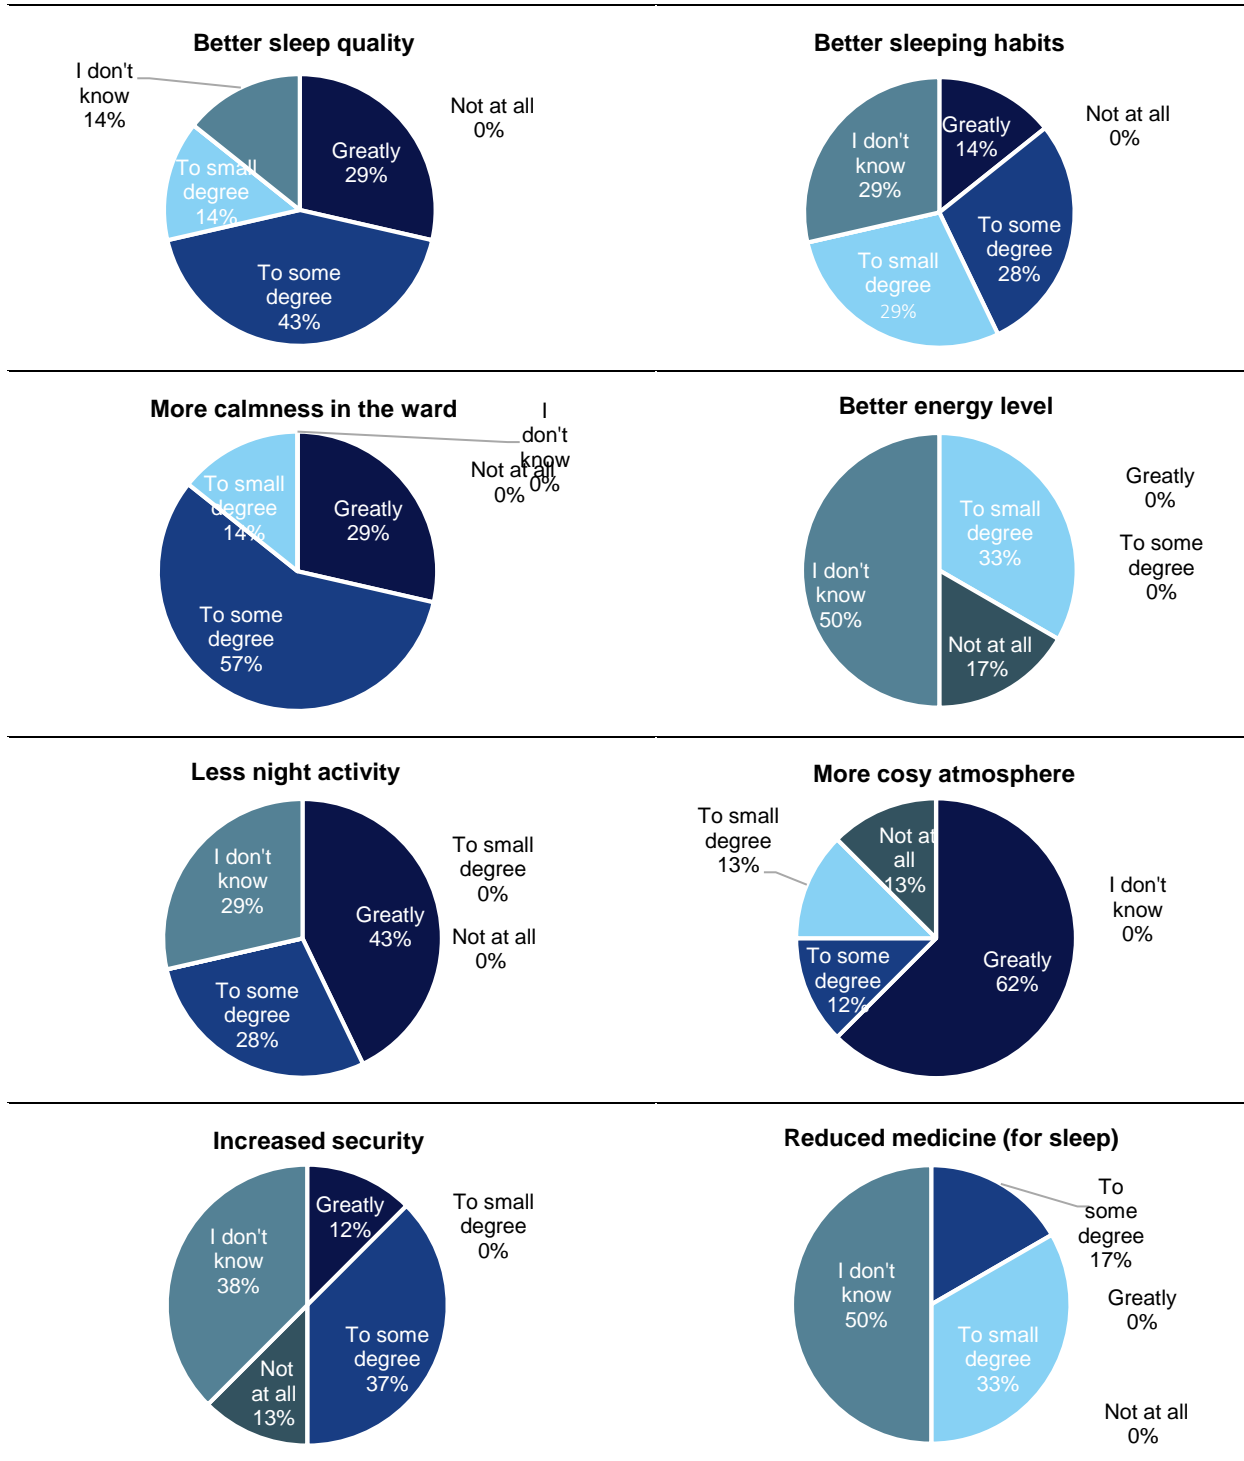 Better sleep quality
I don't
know
14%
Not at all
0%
Greatly
29%
To small
degree
14%
To some
degree
43%
Better sleeping habits
Not at all
0%
Greatly
14%
I don't
know
29%
To some
degree
28%
To small
degree
29%
More calmness in the ward
I
don't
know
0%
Not at all
0%
To small
degree
14%
Greatly
29%
To some
degree
57%
Better energy level
Greatly
0%
To small
degree
33%
To some
degree
0%
I don't
know
50%
Not at all
17%
Less night activity
To small
degree
0%
I don't
know
29%
Greatly
43%
Not at all
0%
To some
degree
28%
More cosy atmosphere
To small
degree
13%
Not at
all
13%
I don't
know
0%
To some
degree
12%
Greatly
62%
Increased security
Greatly
12%
To small
degree
0%
I don't
know
38%
To some
degree
37%
Not
at all
13%
Reduced medicine (for sleep)
To
some
degree
17%
I don't
know
50%
Greatly
0%
To small
degree
33%
Not at all
0%